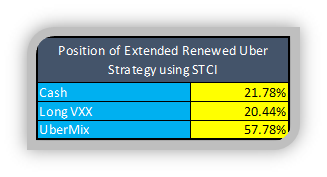 Position of Extended Renewed Uber
Strategy using STCI
Cash 21.78%
Long VXX 20.44%
UberMix 57.78%